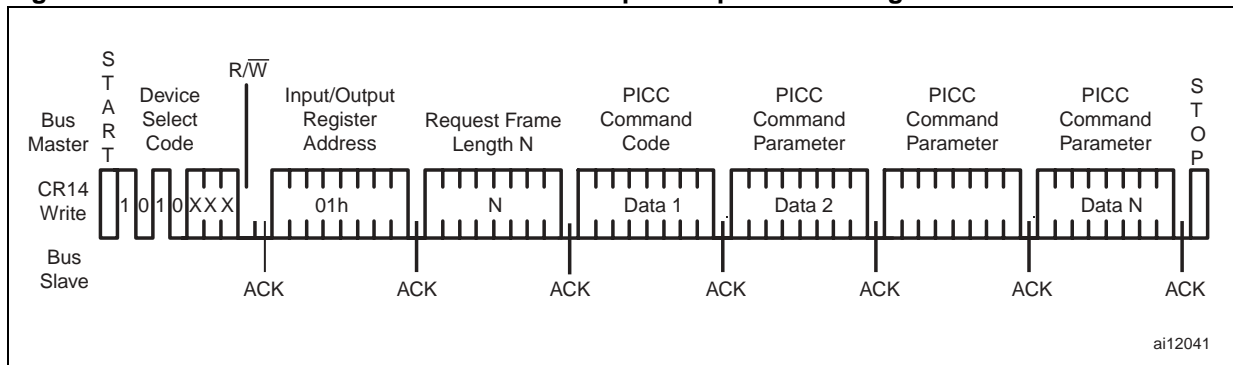 START
Bus Master
Device Select Code
R/W̅
Input/Output Register Address
Request Frame Length N
PICC Command Code
PICC Command Parameter
PICC Command Parameter
PICC Command Parameter
STOP
CR14 Write
1 0 1 0 X X X
01h
N
Data 1
Data 2
Data N
Bus Slave
ACK ACK ACK ACK ACK ACK ACK
ai12041